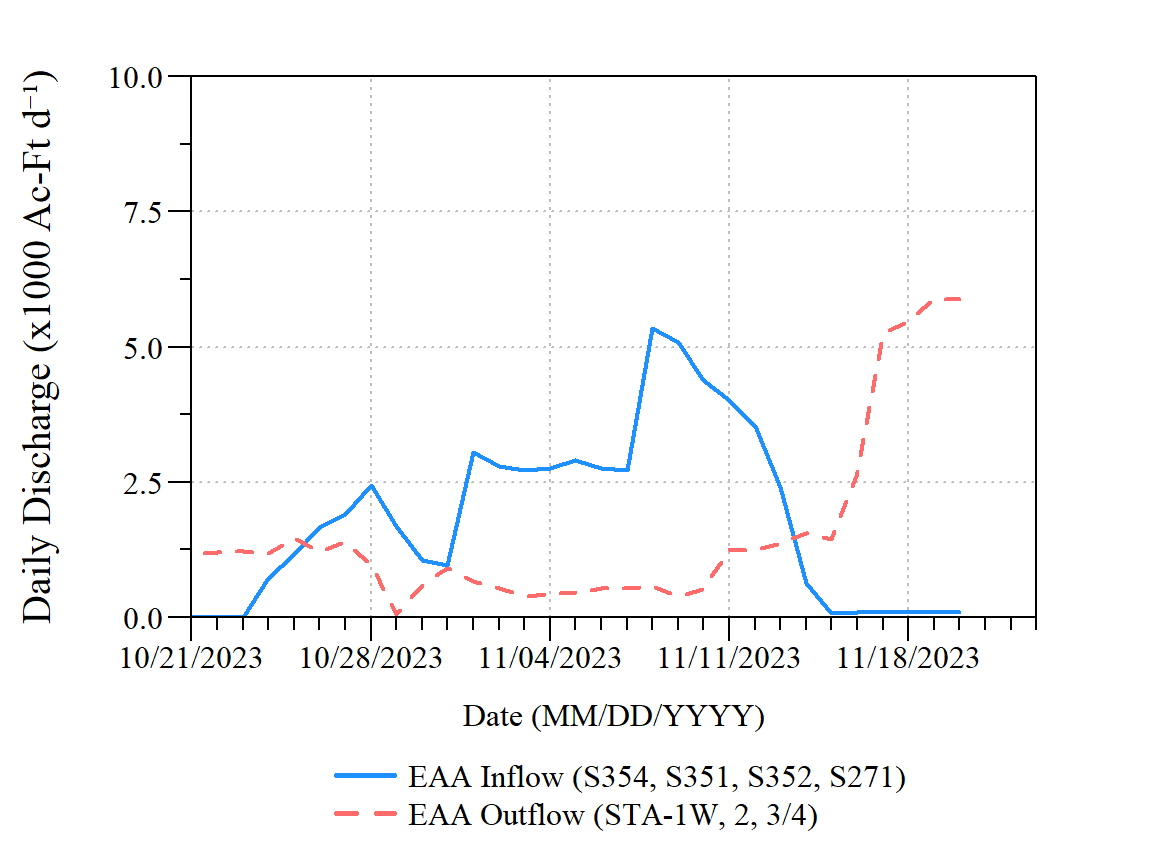 Daily Discharge (x1000 Ac-Ft d⁻¹)
10.0
7.5
5.0
2.5
0.0
10/21/2023 10/28/2023 11/04/2023 11/11/2023 11/18/2023
Date (MM/DD/YYYY)
EAA Inflow (S354, S351, S352, S271)
EAA Outflow (STA-1W, 2, 3/4)